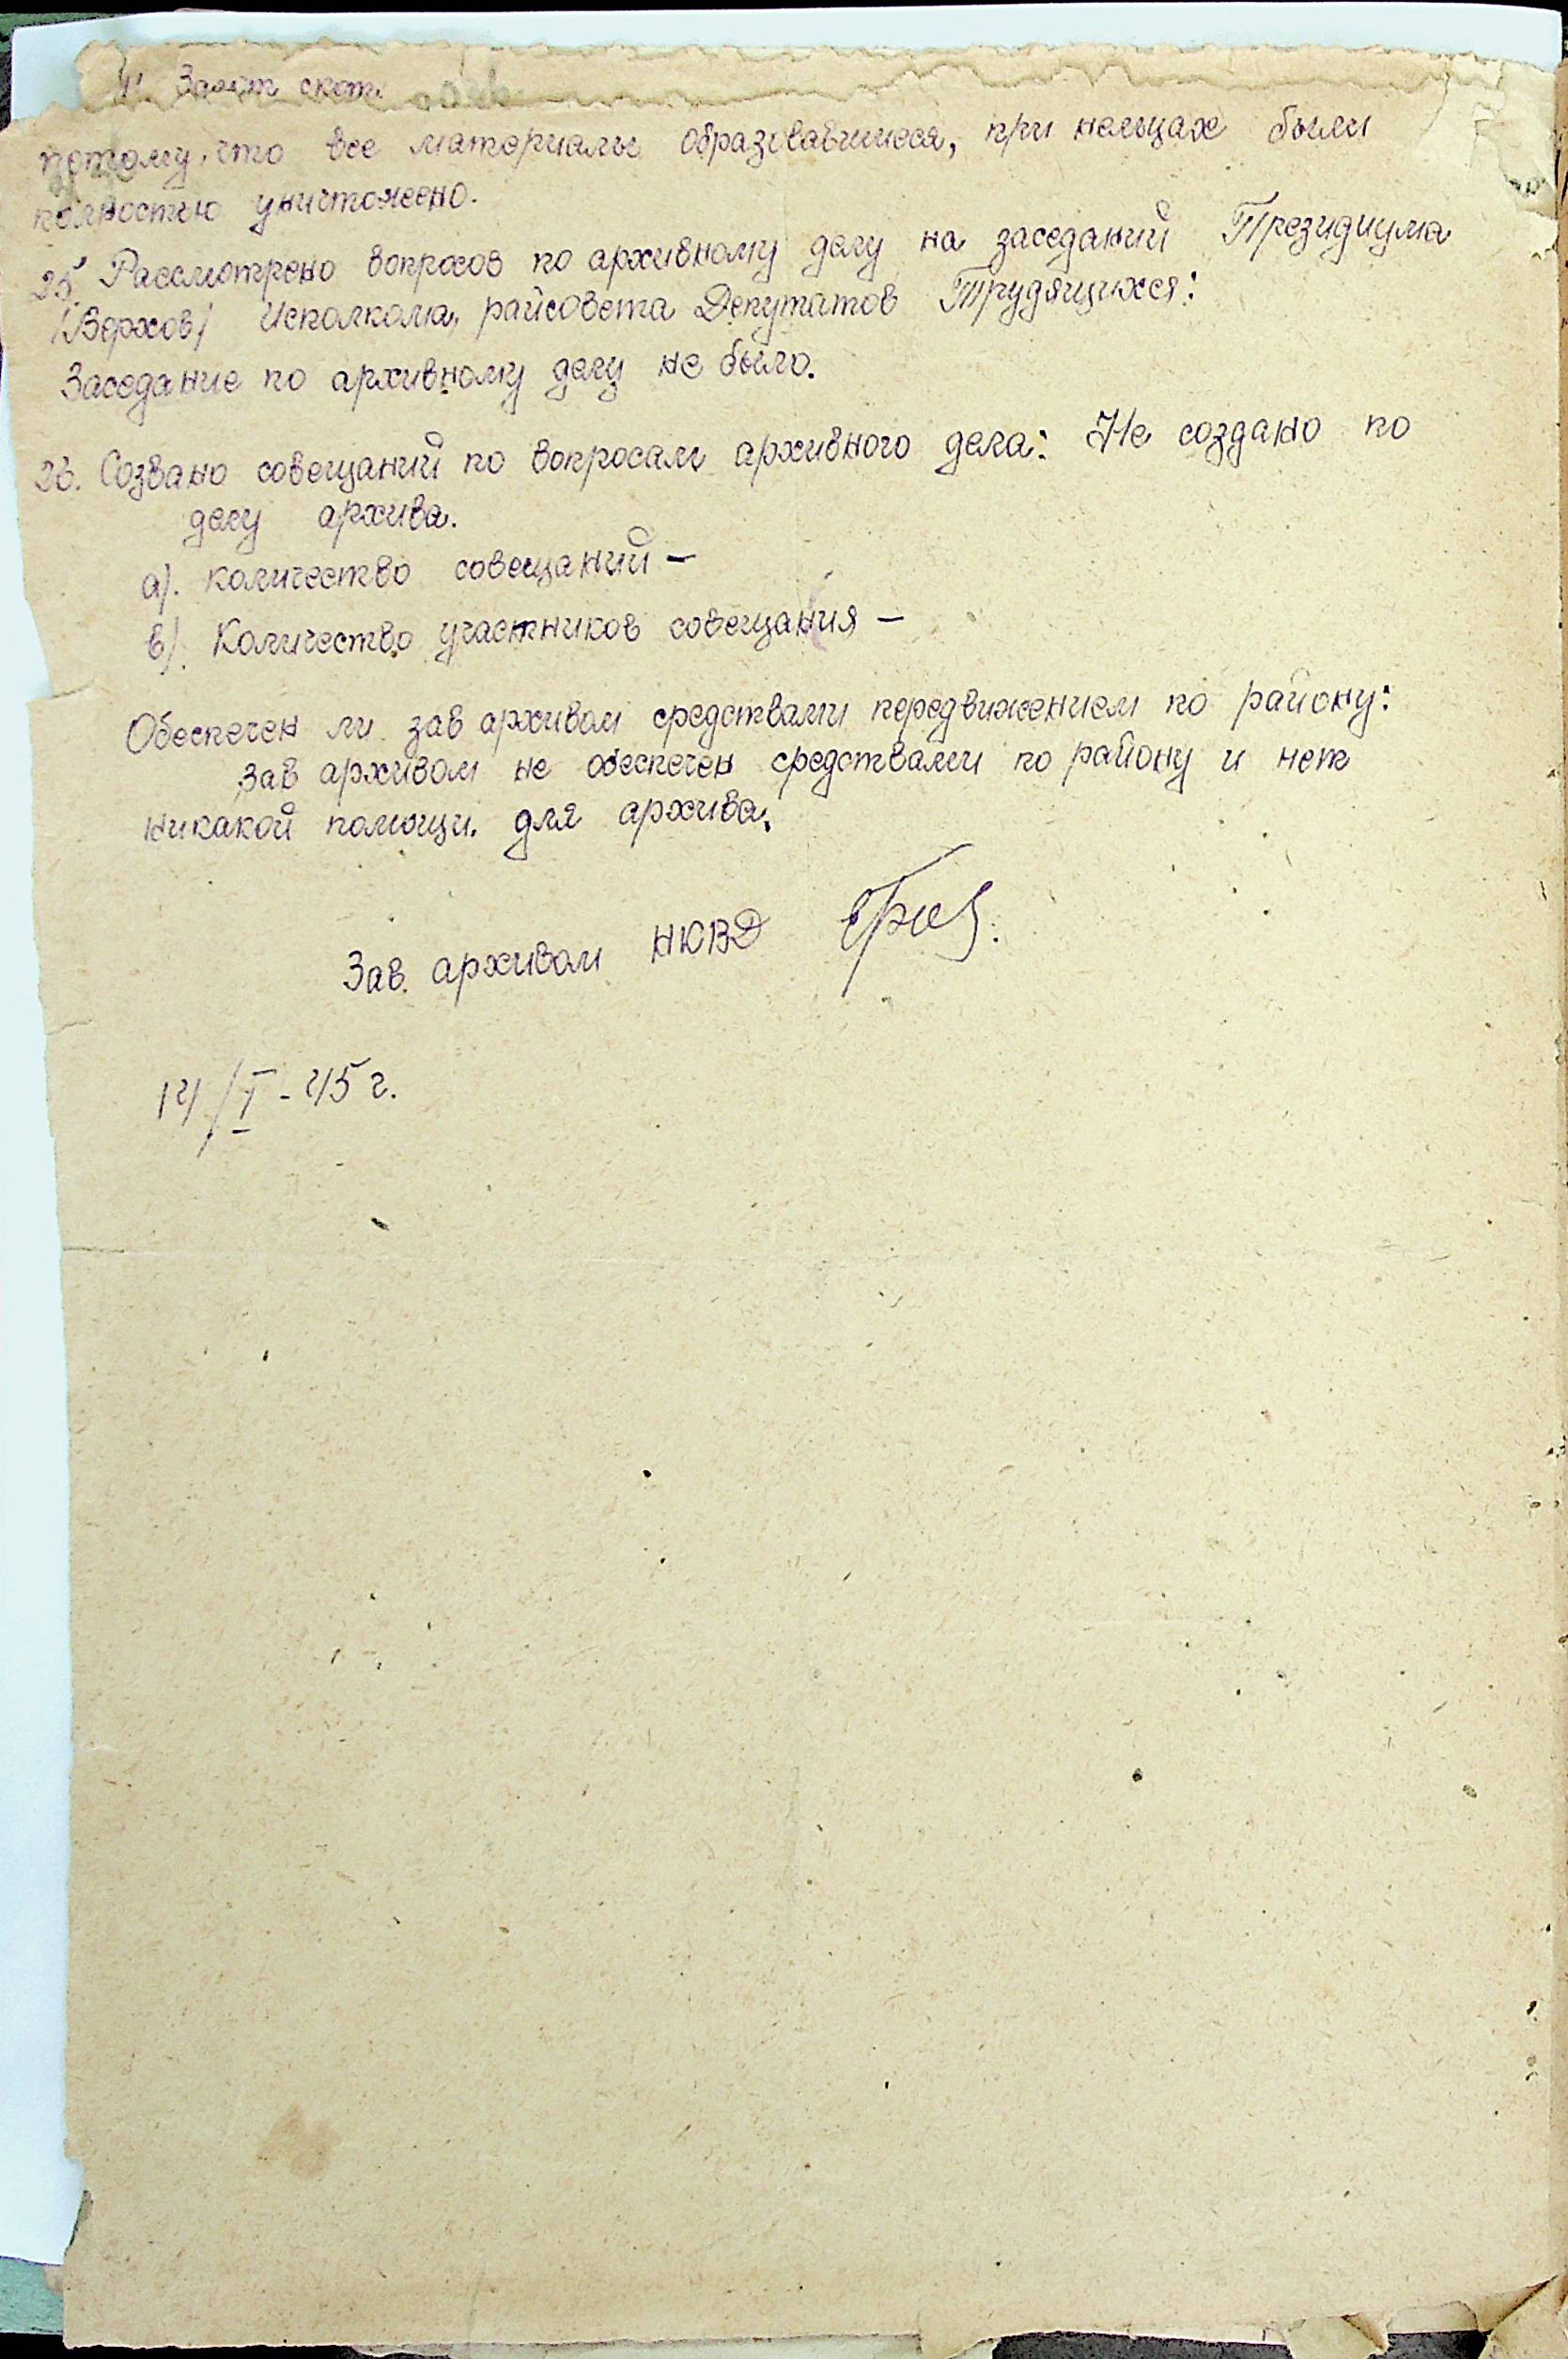 потому, что все материалы образовавшиеся, при немцах были
полностью уничтожено.
25. Рассмотрено вопросов по архивному делу на заседаний Президиума
/Верхов/ Исполкома, райсовета Депутатов Трудящихся:
Заседание по архивному делу не было.
26. Созвано совещаний по вопросам архивного дела: Не создано по
делу архива.
а). количество совещаний —
в). Количество участников совещания —
Обеспечен ли зав архивом средствами передвижением по району:
Зав архивом не обеспечен средствами по району и нет
никакой помощи. для архива.
Зав. архивом НКВД
14/I - 45 г.